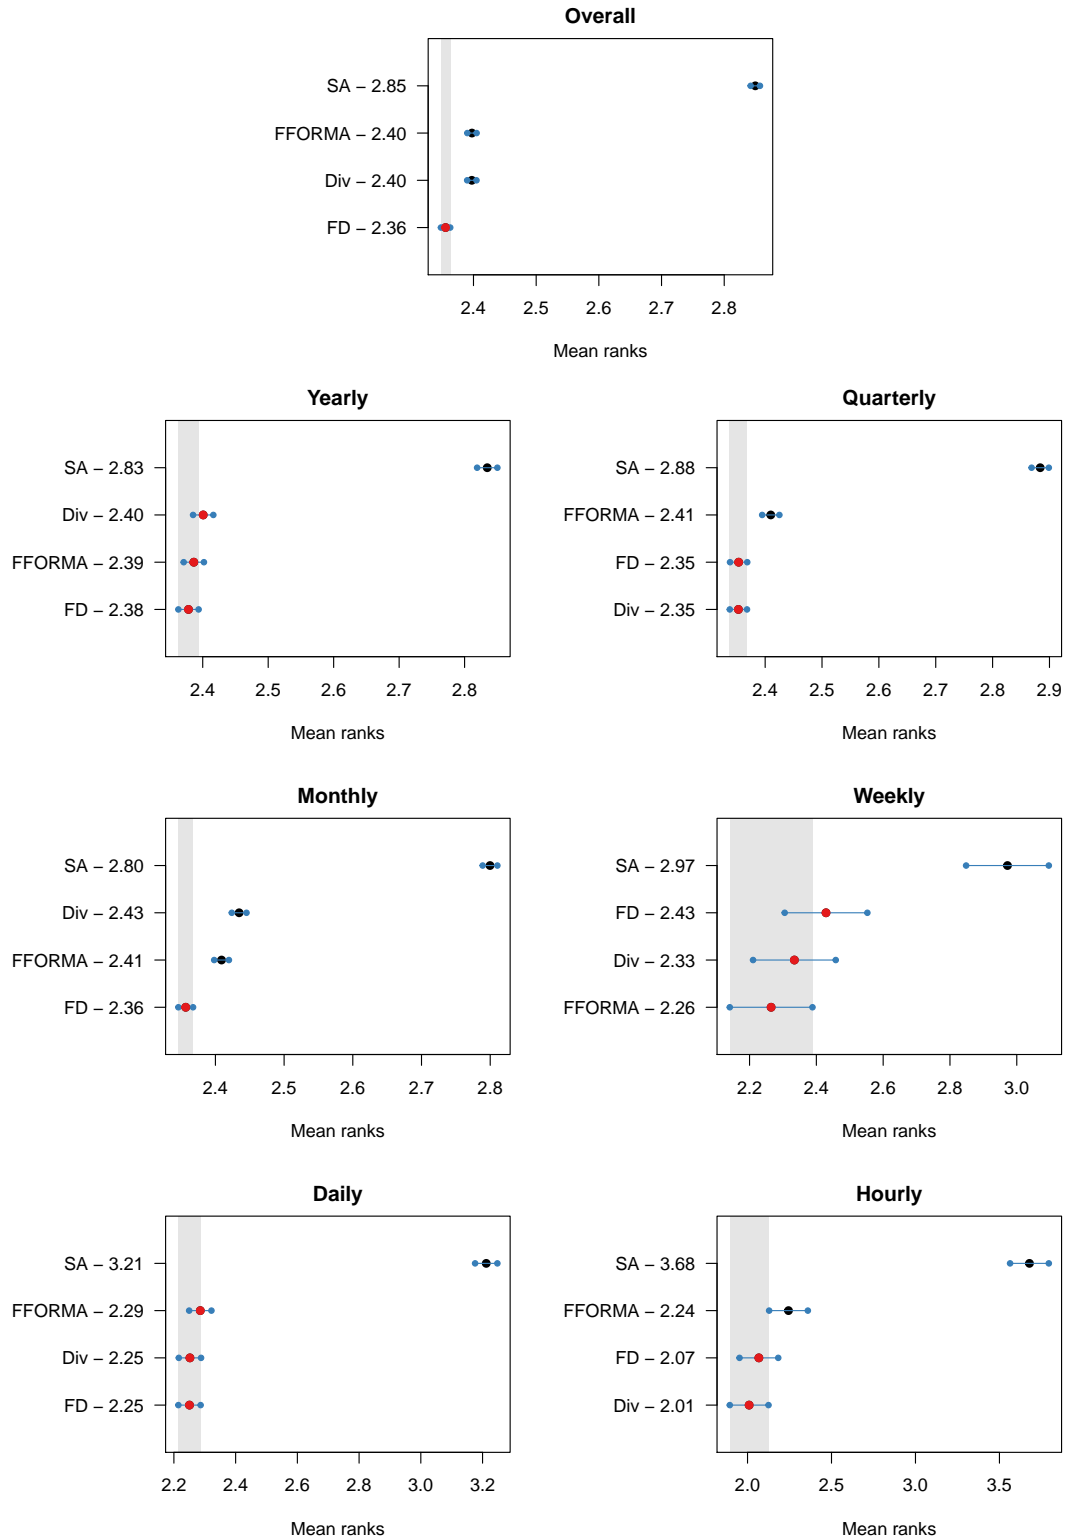 Overall
SA – 2.85
FFORMA – 2.40
Div – 2.40
FD – 2.36
2.4 2.5 2.6 2.7 2.8
Mean ranks
Yearly
SA – 2.83
Div – 2.40
FFORMA – 2.39
FD – 2.38
2.4 2.5 2.6 2.7 2.8
Mean ranks
Quarterly
SA – 2.88
FFORMA – 2.41
FD – 2.35
Div – 2.35
2.4 2.5 2.6 2.7 2.8 2.9
Mean ranks
Monthly
SA – 2.80
Div – 2.43
FFORMA – 2.41
FD – 2.36
2.4 2.5 2.6 2.7 2.8
Mean ranks
Weekly
SA – 2.97
FD – 2.43
Div – 2.33
FFORMA – 2.26
2.2 2.4 2.6 2.8 3.0
Mean ranks
Daily
SA – 3.21
FFORMA – 2.29
Div – 2.25
FD – 2.25
2.2 2.4 2.6 2.8 3.0 3.2
Mean ranks
Hourly
SA – 3.68
FFORMA – 2.24
FD – 2.07
Div – 2.01
2.0 2.5 3.0 3.5
Mean ranks